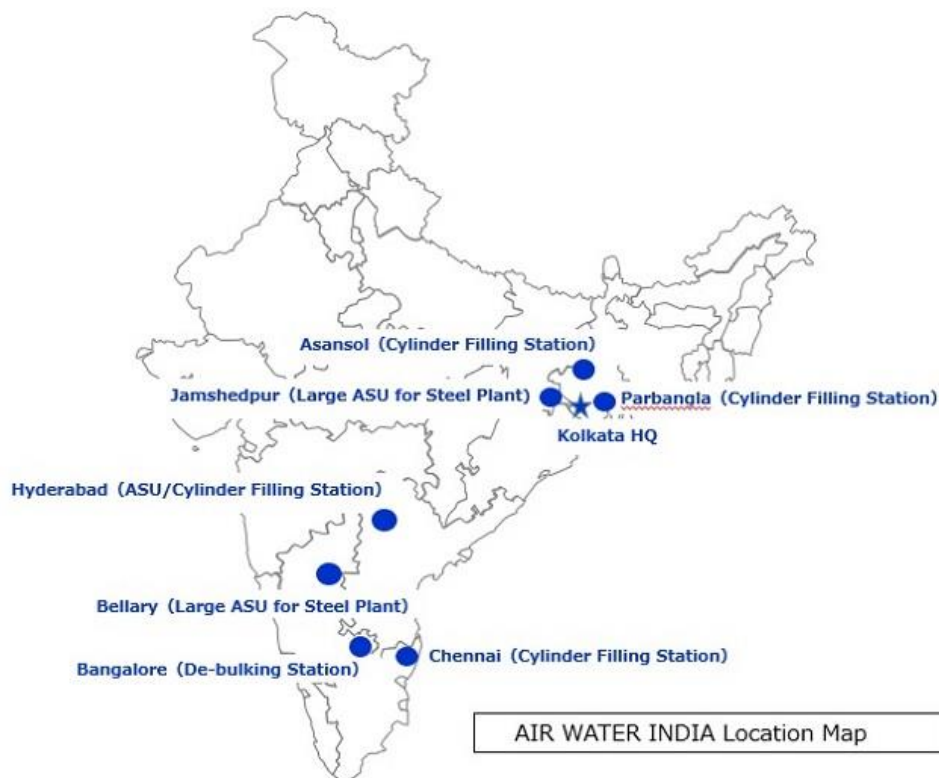 Asansol（Cylinder Filling Station）
Jamshedpur（Large ASU for Steel Plant）
Parbangla（Cylinder Filling Station）
Kolkata HQ
Hyderabad（ASU/Cylinder Filling Station）
Bellary（Large ASU for Steel Plant）
Bangalore（De-bulking Station）
Chennai（Cylinder Filling Station）
AIR WATER INDIA Location Map